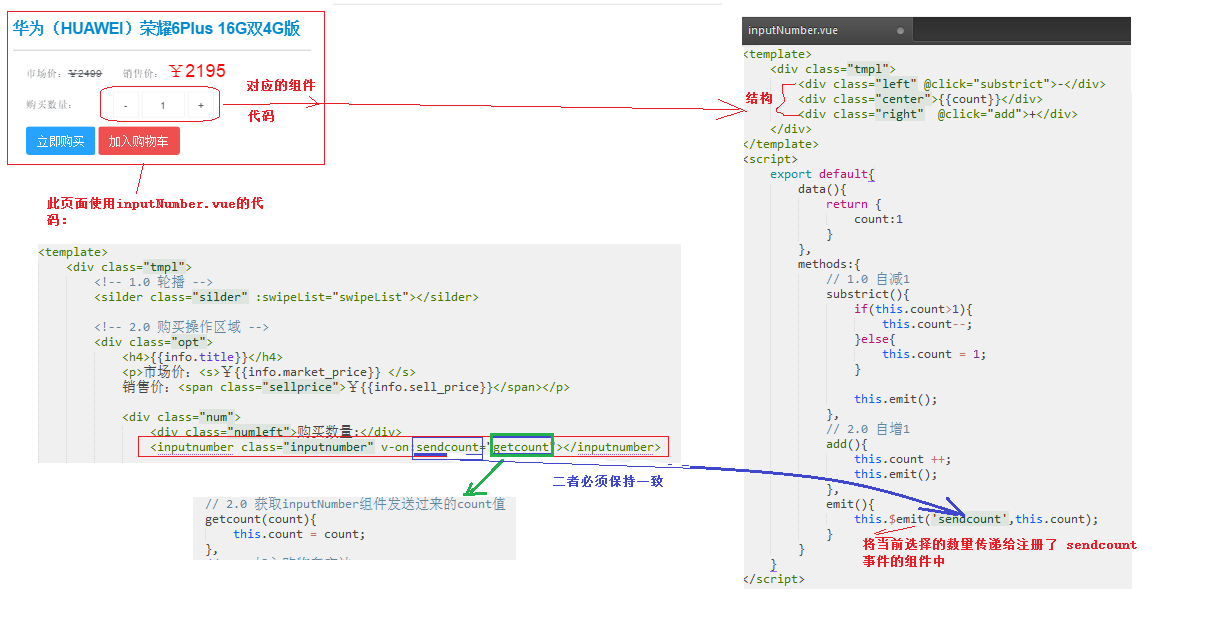 华为（HUAWEI）荣耀6Plus 16G双4G版
市场价: ￥2499 销售价: ￥2195
购买数量: - 1 +
立即购买 加入购物车
对应的组件
代码
此页面使用inputNumber.vue的代
码:
<template>
<div class="tmpl">
<!-- 1.0 轮播 -->
<silder class="silder" :swipeList="swipeList"></silder>
<!-- 2.0 购买操作区域 -->
<div class="opt">
<h4>{{info.title}}</h4>
<p>市场价: <s>￥{{info.market_price}} </s>
销售价: <span class="sellprice">￥{{info.sell_price}}</span></p>
<div class="num">
<div class="numleft">购买数量:</div>
<inputnumber class="inputnumber" v-on:sendcount="getcount"></inputnumber>
二者必须保持一致
// 2.0 获取inputNumber组件发送过来的count值
getcount(count){
this.count = count;
},
inputNumber.vue
结构
<template>
<div class="tmpl">
<div class="left" @click="substrict">-</div>
<div class="center">{{count}}</div>
<div class="right" @click="add">+</div>
</div>
</template>
<script>
export default{
data(){
return {
count:1
}
},
methods:{
// 1.0 自减1
substrict(){
if(this.count>1){
this.count--;
}else{
this.count = 1;
}
this.emit();
},
// 2.0 自增1
add(){
this.count ++;
this.emit();
},
emit(){
this.$emit('sendcount',this.count);
}
}
}
</script>
将当前选择的数里传递给注册了 sendcount
事件的组件中